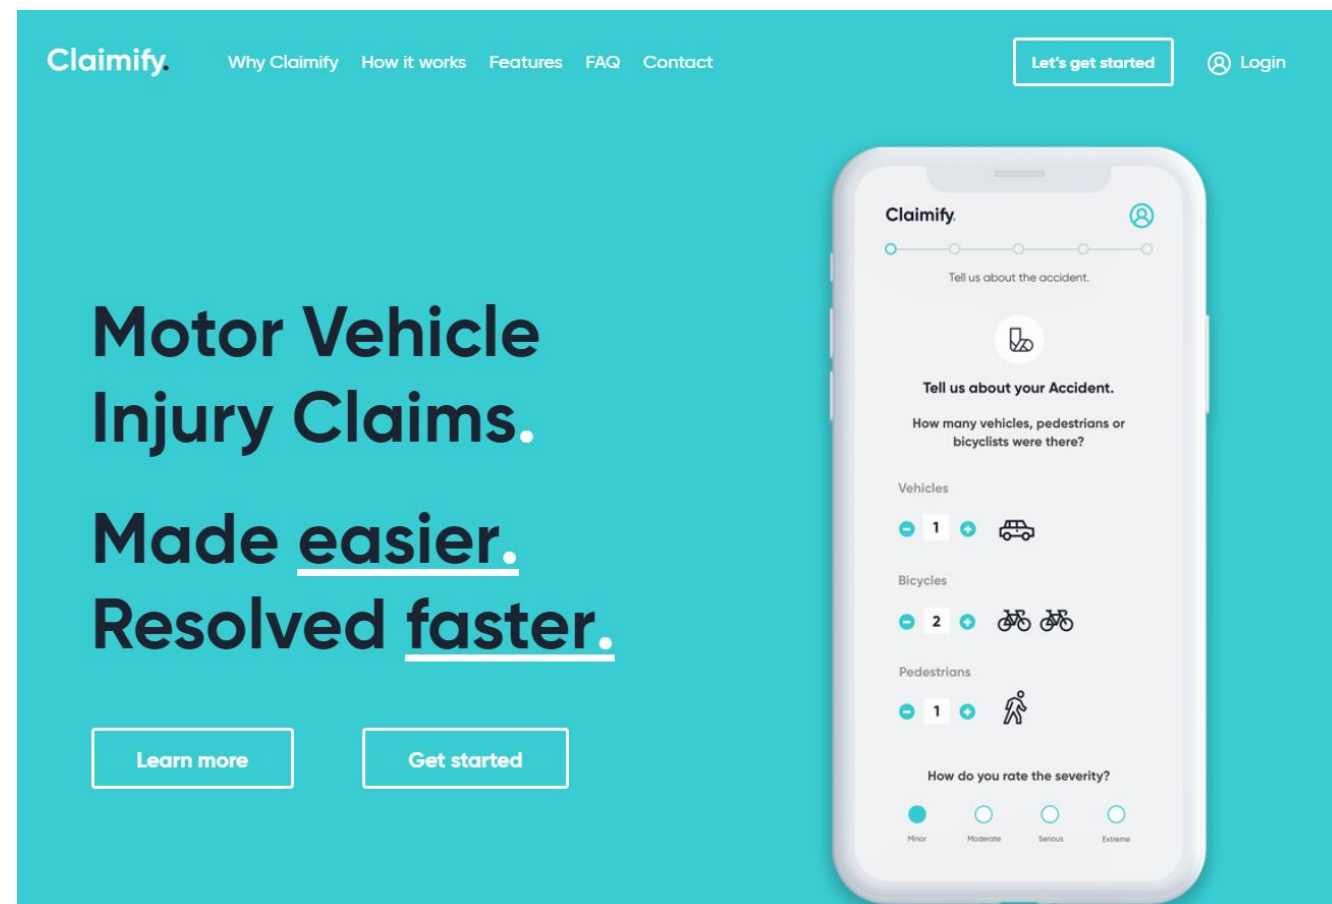 Claimify.
Why Claimify How it works Features FAQ Contact
Let's get started
Login
Motor Vehicle
Injury Claims.
Made easier.
Resolved faster.
Learn more
Get started
Claimify.
Tell us about the accident.
Tell us about your Accident.
How many vehicles, pedestrians or
bicyclists were there?
Vehicles
1
Bicycles
2
Pedestrians
1
How do you rate the severity?
Minor Moderate Serious Extreme